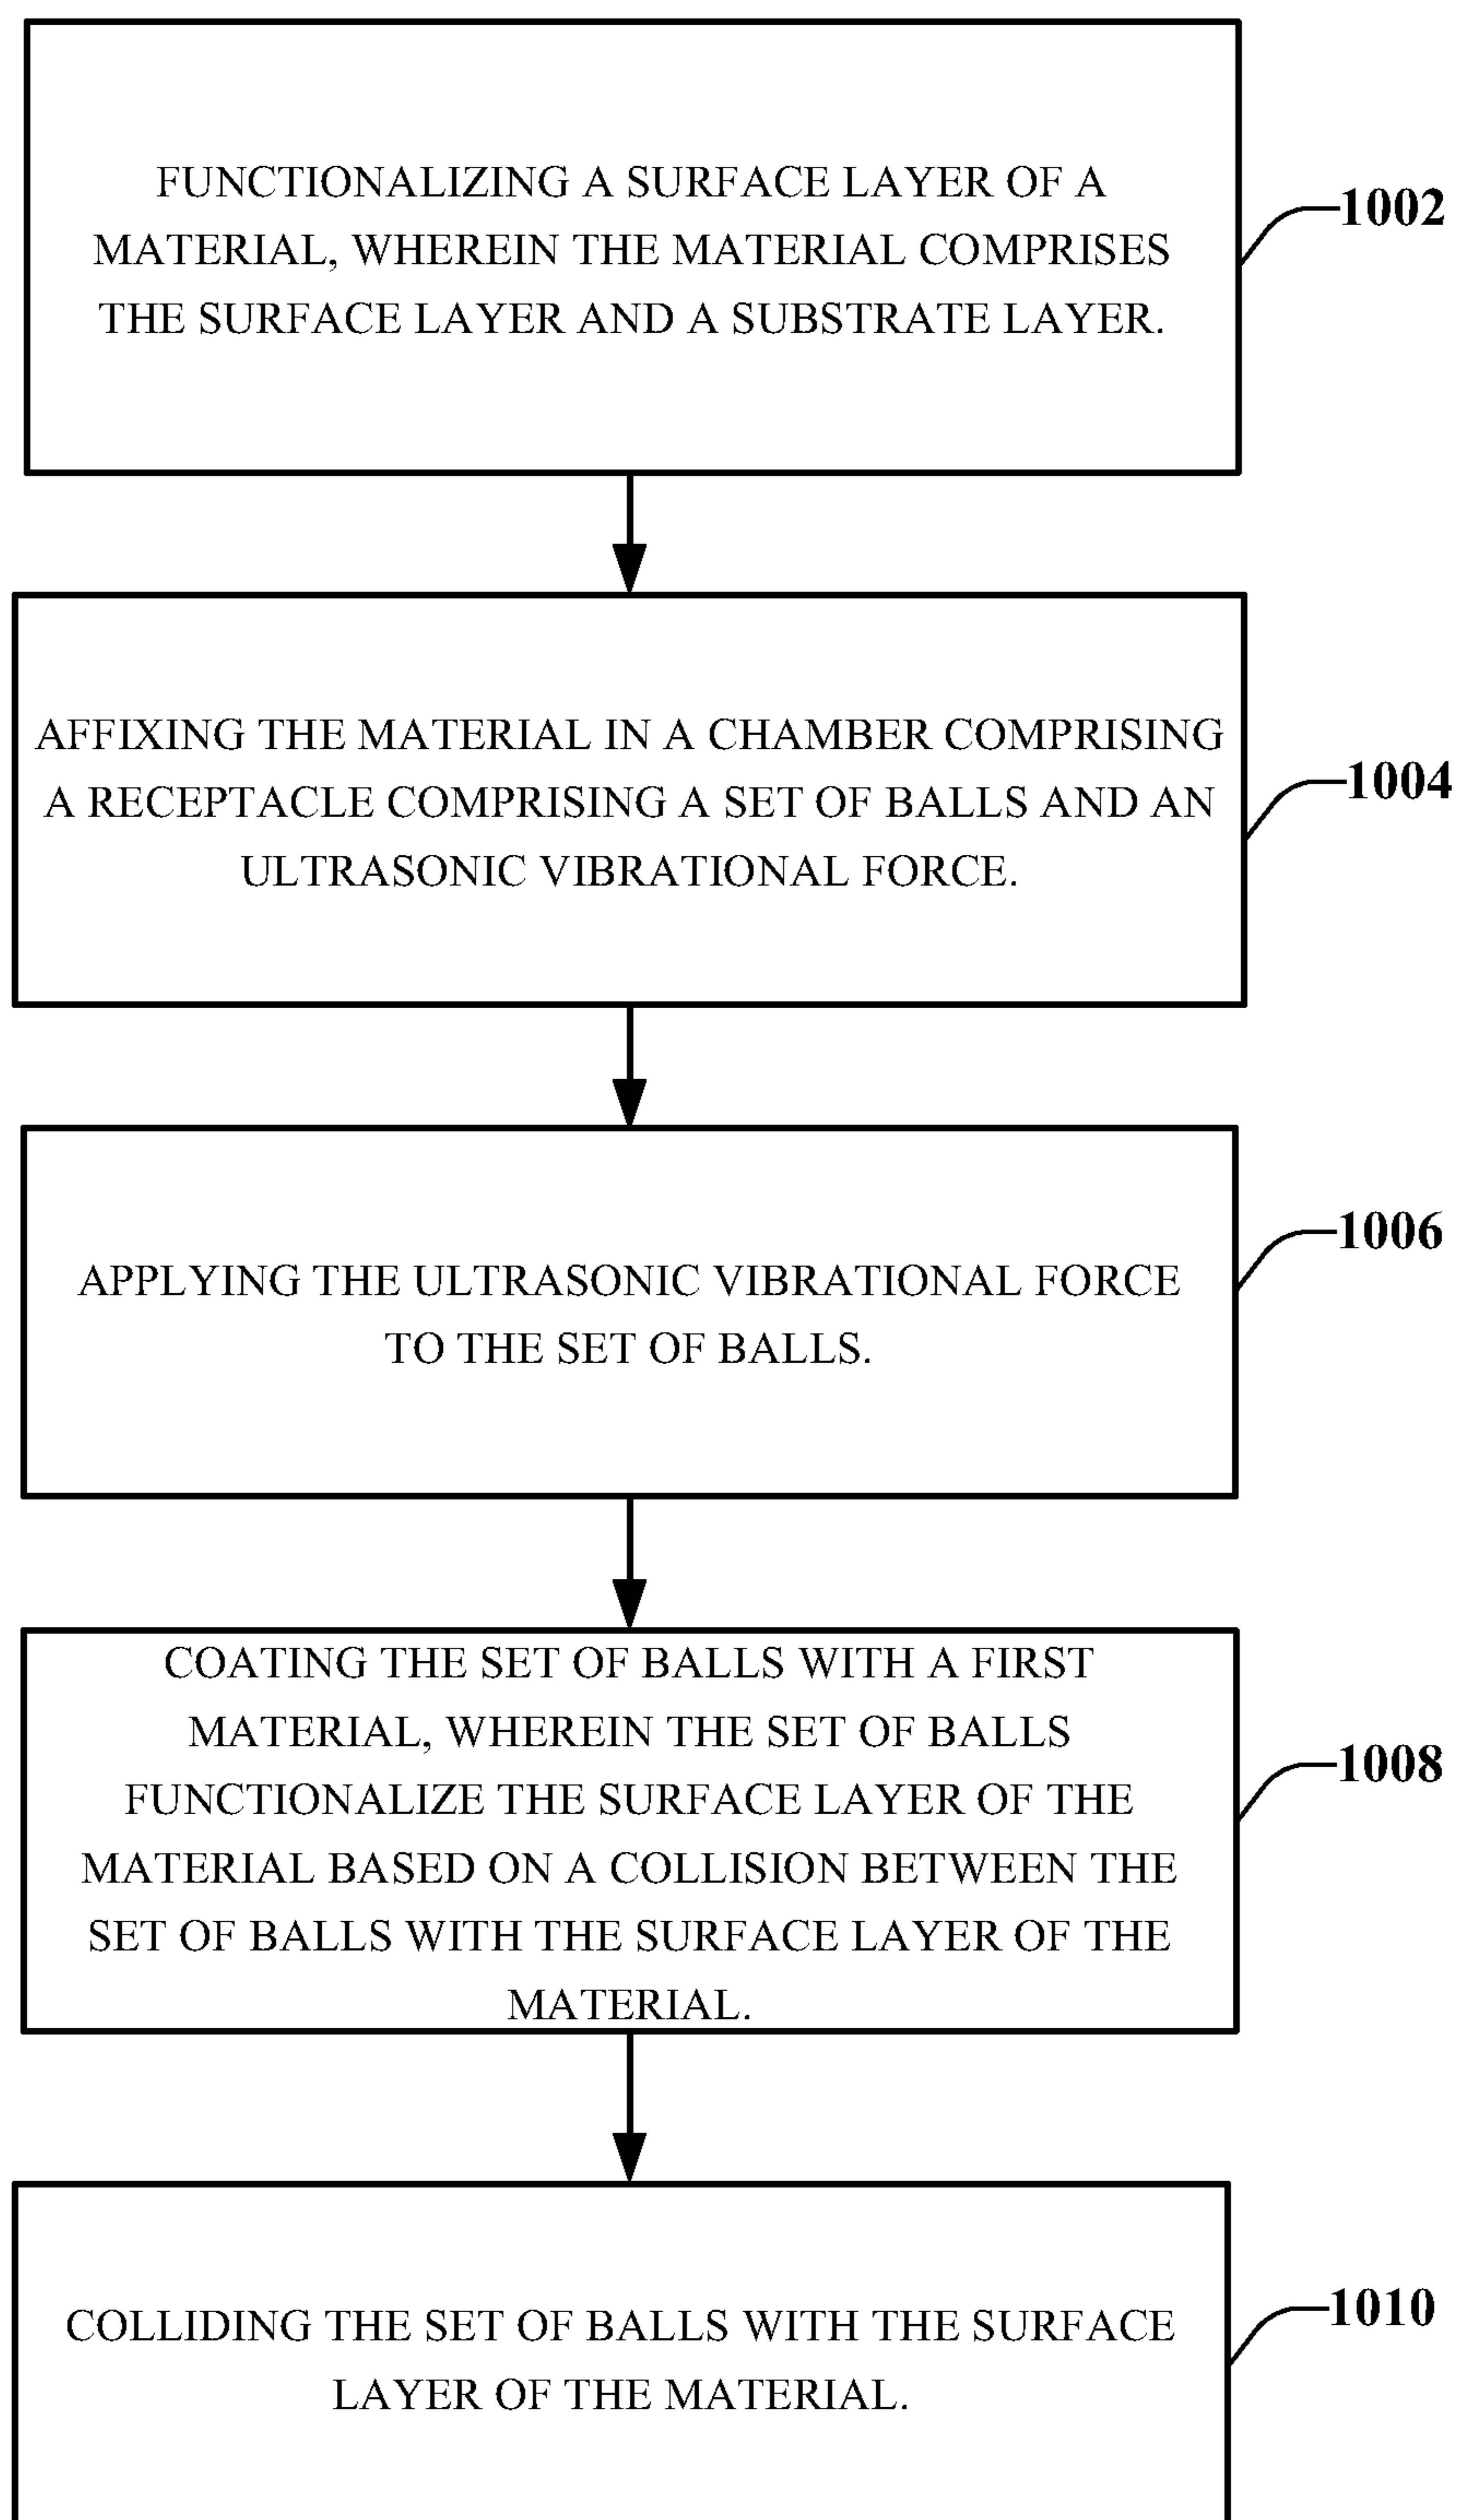 FUNCTIONALIZING A SURFACE LAYER OF A
MATERIAL, WHEREIN THE MATERIAL COMPRISES
THE SURFACE LAYER AND A SUBSTRATE LAYER.
1002
AFFIXING THE MATERIAL IN A CHAMBER COMPRISING
A RECEPTACLE COMPRISING A SET OF BALLS AND AN
ULTRASONIC VIBRATIONAL FORCE.
1004
APPLYING THE ULTRASONIC VIBRATIONAL FORCE
TO THE SET OF BALLS.
1006
COATING THE SET OF BALLS WITH A FIRST
MATERIAL, WHEREIN THE SET OF BALLS
FUNCTIONALIZE THE SURFACE LAYER OF THE
MATERIAL BASED ON A COLLISION BETWEEN THE
SET OF BALLS WITH THE SURFACE LAYER OF THE
MATERIAL.
1008
COLLIDING THE SET OF BALLS WITH THE SURFACE
LAYER OF THE MATERIAL.
1010